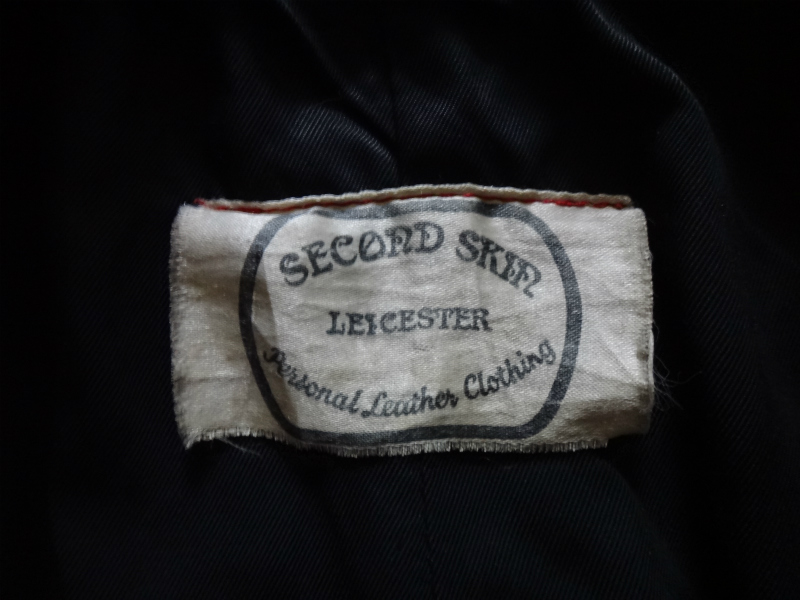 SECOND SKIN
LEICESTER
Personal Leather Clothing